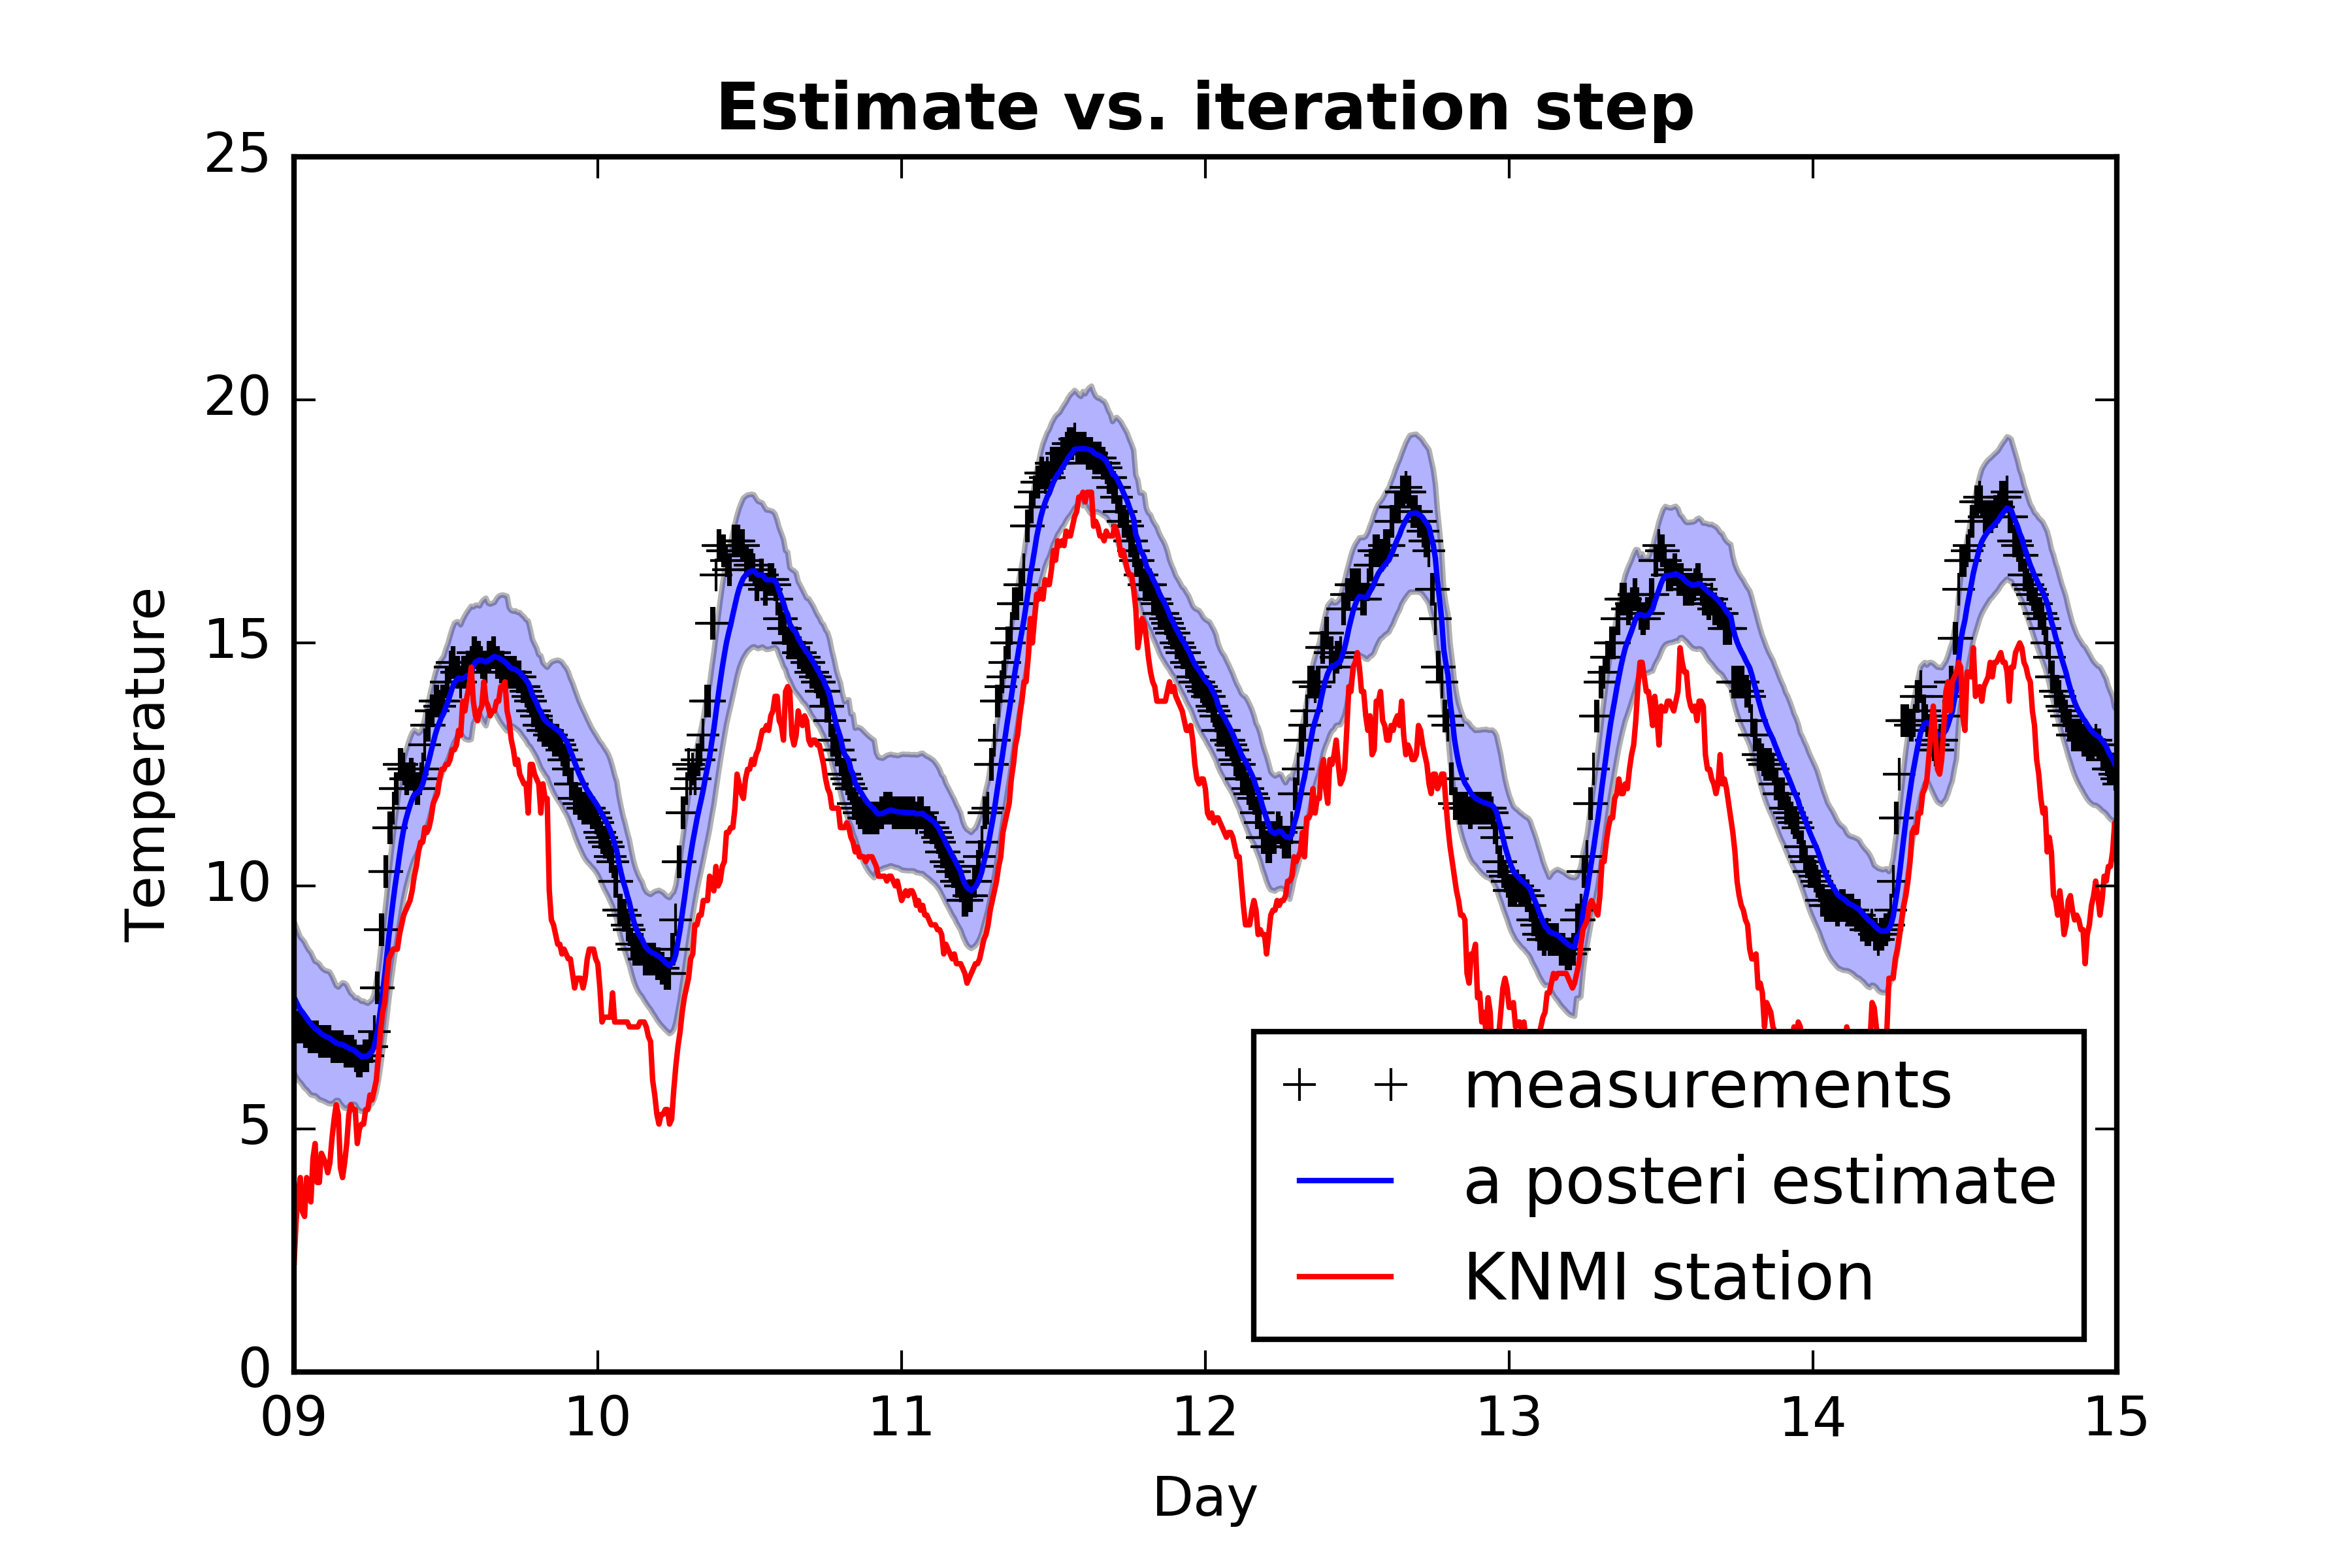 Estimate vs. iteration step
25
20
15
10
5
0
Temperature
09 10 11 12 13 14 15
Day
measurements
a posteri estimate
KNMI station